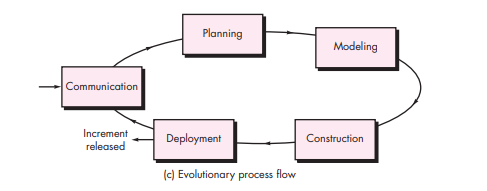 Planning
Modeling
Communication
Increment
released
Deployment
Construction
(c) Evolutionary process flow